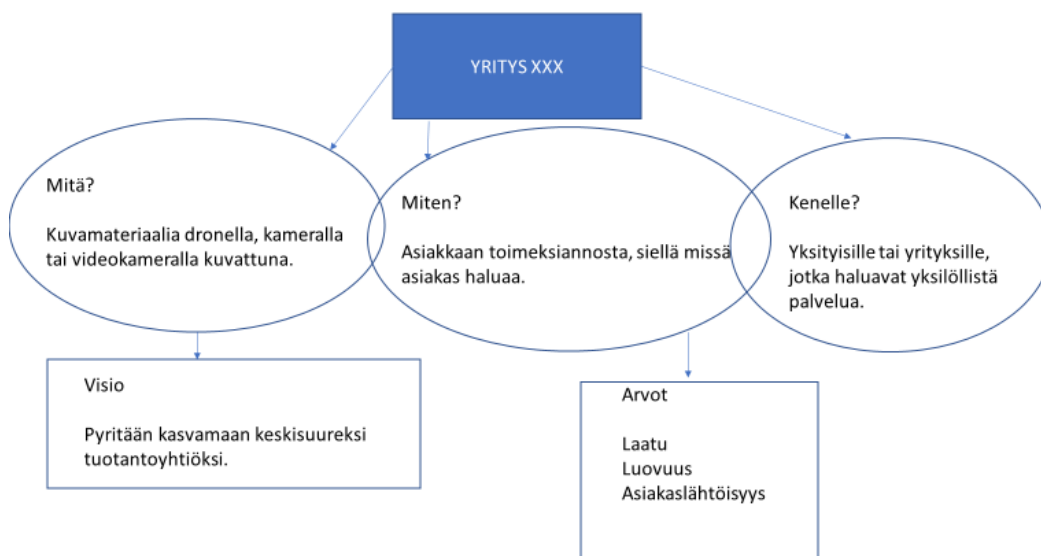 YRITYS XXX
Mitä?
Kuvamateriaalia dronella, kameralla
tai videokameralla kuvattuna.
Miten?
Asiakkaan toimeksiannosta, siellä missä
asiakas haluaa.
Kenelle?
Yksityisille tai yrityksille,
jotka haluavat yksilöllistä
palvelua.
Visio
Pyritään kasvamaan keskisuureksi
tuotantoyhtiöksi.
Arvot
Laatu
Luovuus
Asiakaslähtöisyys